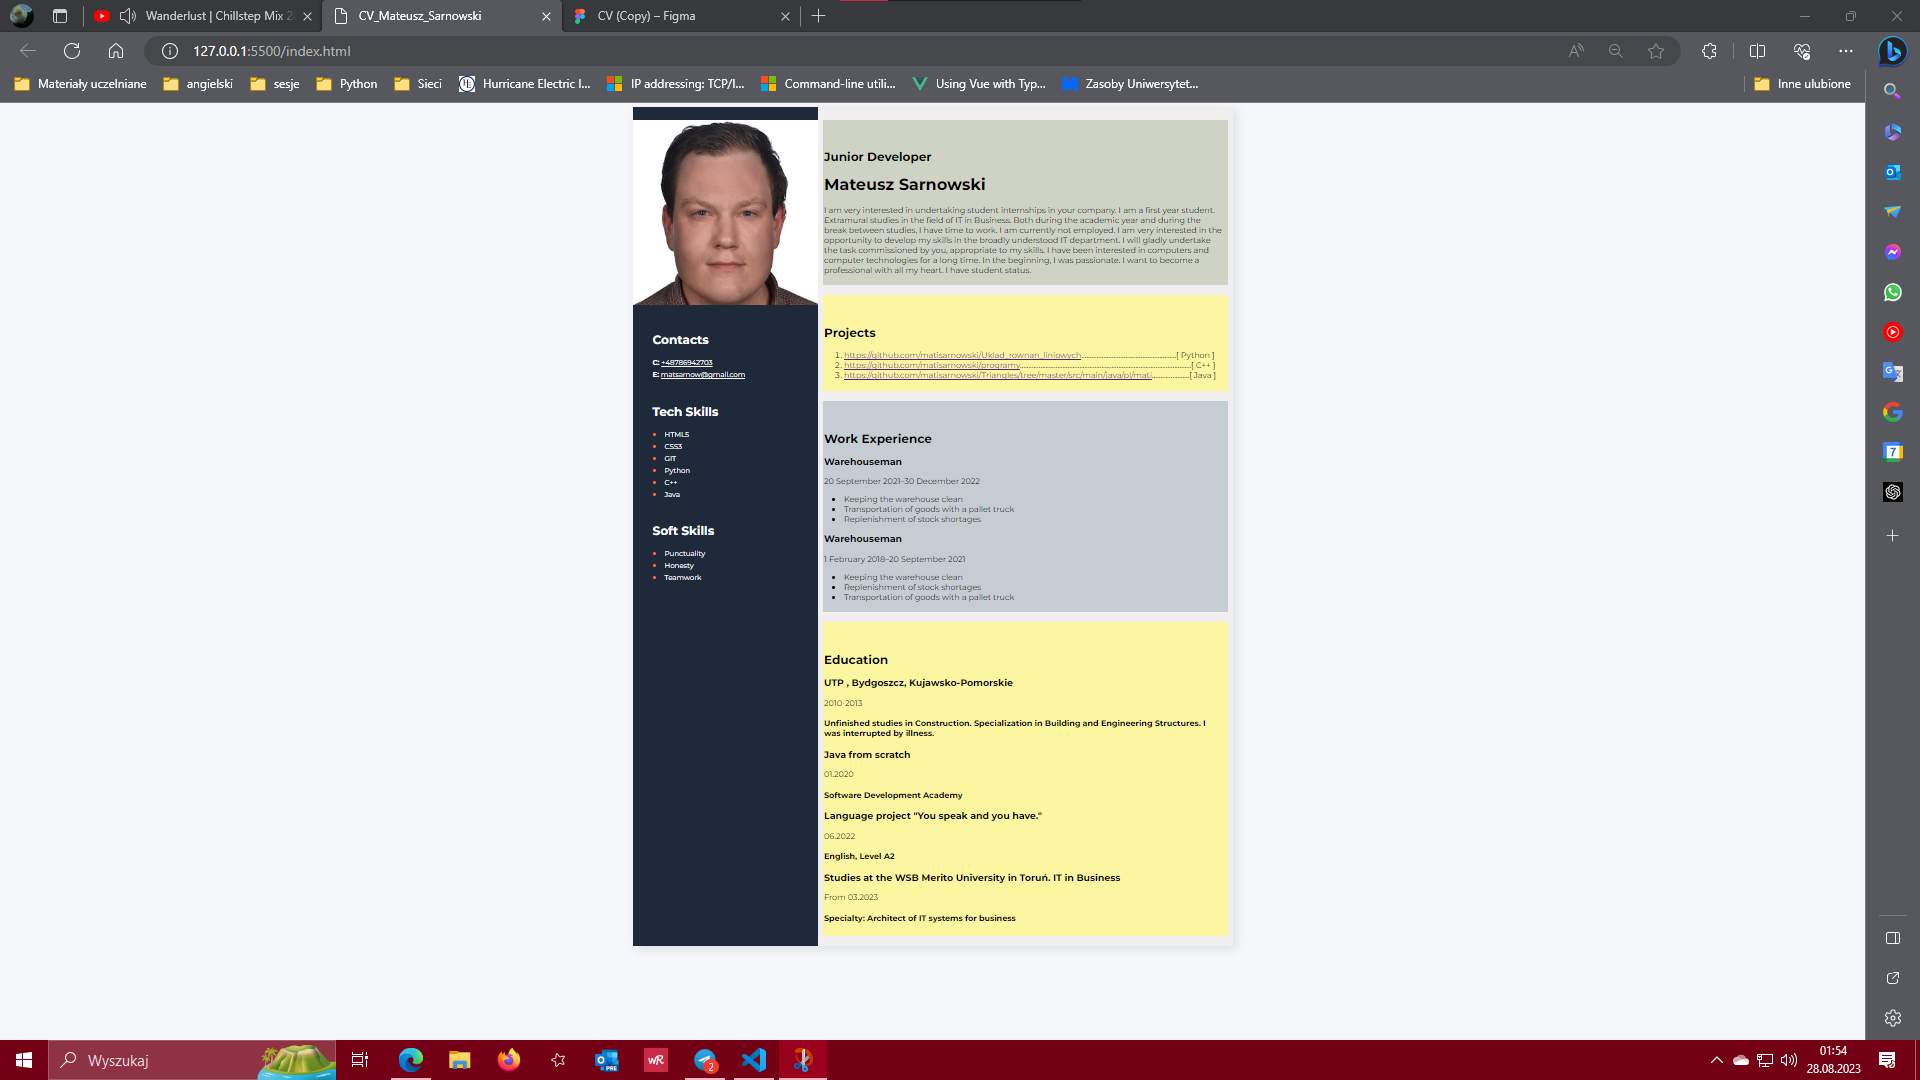 Wanderlust | Chillstep Mix 2
CV_Mateusz_Sarnowski
CV (Copy) – Figma
127.0.0.1:5500/index.html
Materiały uczelniane
angielski
sesje
Python
Sieci
Hurricane Electric I...
IP addressing: TCP/I...
Command-line utili...
Using Vue with Typ...
Zasoby Uniwersytet...
Inne ulubione
Contacts
C: +48786942703
E: matsarnow@gmail.com
Tech Skills
HTML5
CSS3
GIT
Python
C++
Java
Soft Skills
Punctuality
Honesty
Teamwork
Junior Developer
Mateusz Sarnowski
I am very interested in undertaking student internships in your company. I am a first year student.
Extramural studies in the field of IT in Business. Both during the academic year and during the
break between studies, I have time to work. I am currently not employed. I am very interested in the
opportunity to develop my skills in the broadly understood IT department. I will gladly undertake
the task commissioned by you, appropriate to my skills. I have been interested in computers and
computer technologies for a long time. In the beginning, I was passionate. I want to become a
professional with all my heart. I have student status.
Projects
1. https://github.com/matisarnowski/Uklad_rownan_liniowych..............................................[ Python ]
2. https://github.com/matisarnowski/programy....................................................................................[ C++ ]
3. https://github.com/matisarnowski/Triangles/tree/master/src/main/java/pl/mati..................[ Java ]
Work Experience
Warehouseman
20 September 2021–30 December 2022
Keeping the warehouse clean
Transportation of goods with a pallet truck
Replenishment of stock shortages
Warehouseman
1 February 2018–20 September 2021
Keeping the warehouse clean
Replenishment of stock shortages
Transportation of goods with a pallet truck
Education
UTP , Bydgoszcz, Kujawsko-Pomorskie
2010-2013
Unfinished studies in Construction. Specialization in Building and Engineering Structures. I
was interrupted by illness.
Java from scratch
01.2020
Software Development Academy
Language project "You speak and you have."
06.2022
English, Level A2
Studies at the WSB Merito University in Toruń. IT in Business
From 03.2023
Specialty: Architect of IT systems for business
7
Wyszukaj
PRE
wR
2
01:54
28.08.2023